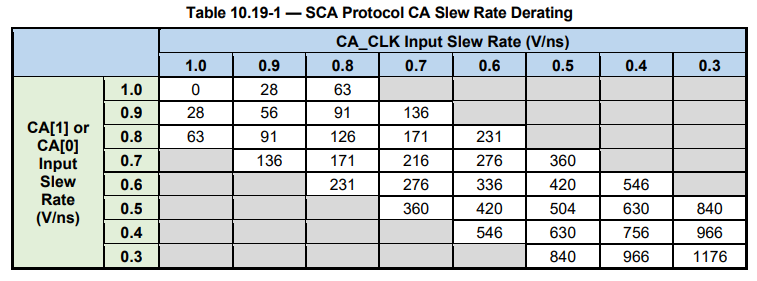 Table 10.19-1 — SCA Protocol CA Slew Rate Derating
CA_CLK Input Slew Rate (V/ns)
1.0 0.9 0.8 0.7 0.6 0.5 0.4 0.3
CA[1] or
CA[0]
Input
Slew
Rate
(V/ns)
1.0 0 28 63
0.9 28 56 91 136
0.8 63 91 126 171 231
0.7 136 171 216 276 360
0.6 231 276 336 420 546
0.5 360 420 504 630 840
0.4 546 630 756 966
0.3 840 966 1176